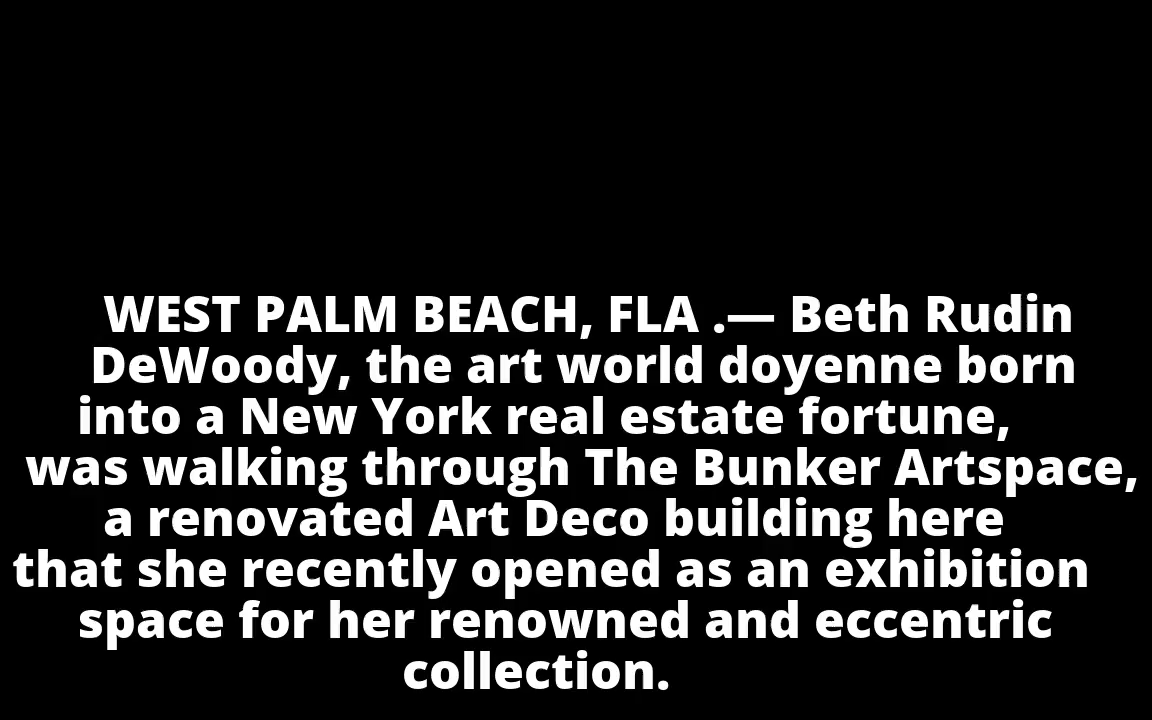 WEST PALM BEACH, FLA .— Beth Rudin
DeWoody, the art world doyenne born
into a New York real estate fortune,
was walking through The Bunker Artspace,
a renovated Art Deco building here
that she recently opened as an exhibition
space for her renowned and eccentric
collection.